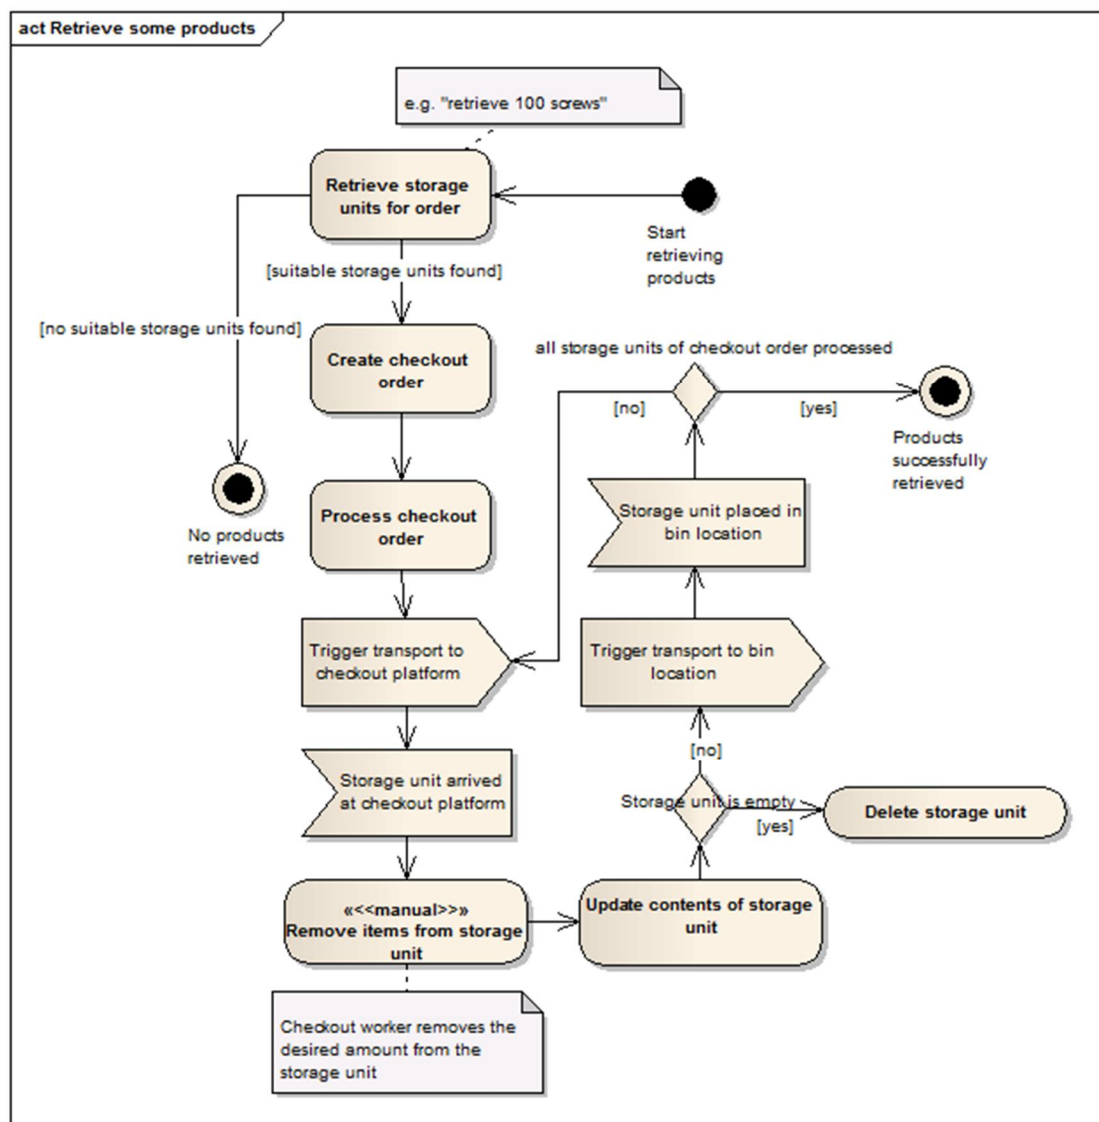 act Retrieve some products
e.g. "retrieve 100 screws"
Retrieve storage
units for order
Start
retrieving
products
[suitable storage units found]
[no suitable storage units found]
Create checkout
order
all storage units of checkout order processed
[no]
[yes]
Products
successfully
retrieved
No products
retrieved
Process checkout
order
Storage unit placed in
bin location
Trigger transport to
checkout platform
Trigger transport to bin
location
[no]
Storage unit arrived
at checkout platform
Storage unit is empty
[yes]
Delete storage unit
«<<manual>>»
Remove items from storage
unit
Update contents of storage
unit
Checkout worker removes the
desired amount from the
storage unit